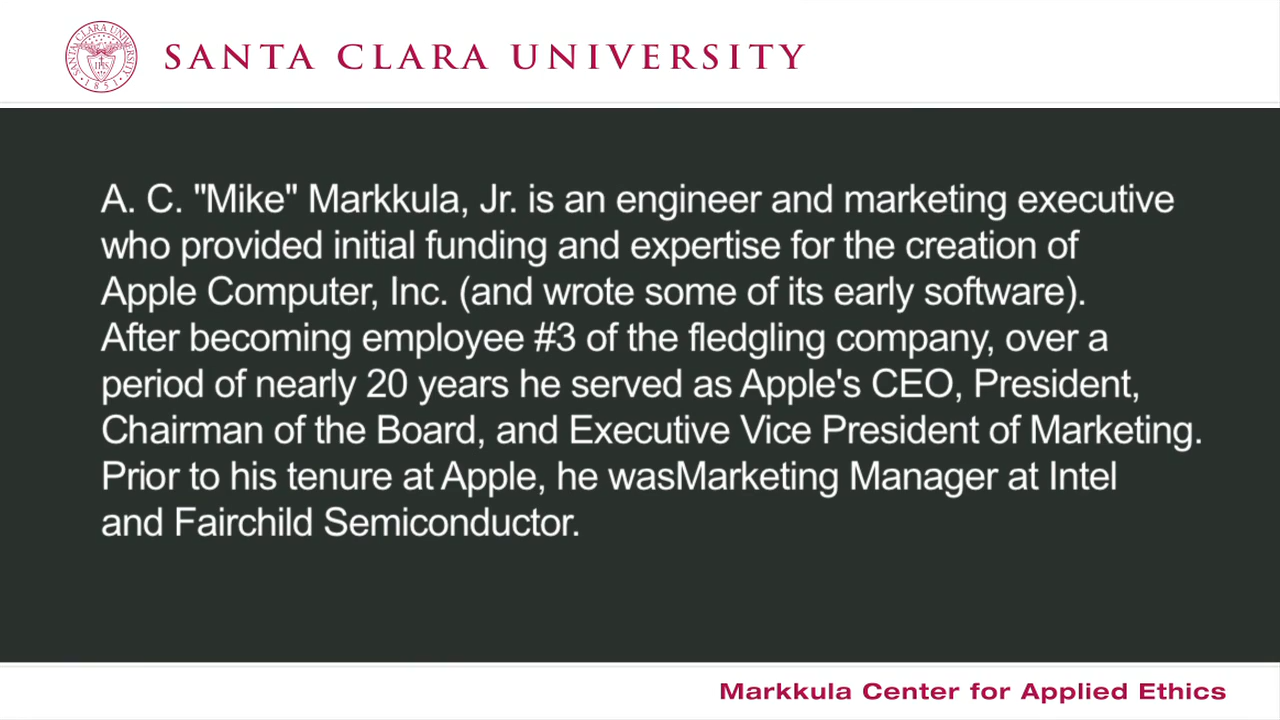 SANTA CLARA UNIVERSITY
A. C. "Mike" Markkula, Jr. is an engineer and marketing executive
who provided initial funding and expertise for the creation of
Apple Computer, Inc. (and wrote some of its early software).
After becoming employee #3 of the fledgling company, over a
period of nearly 20 years he served as Apple's CEO, President,
Chairman of the Board, and Executive Vice President of Marketing.
Prior to his tenure at Apple, he wasMarketing Manager at Intel
and Fairchild Semiconductor.
Markkula Center for Applied Ethics